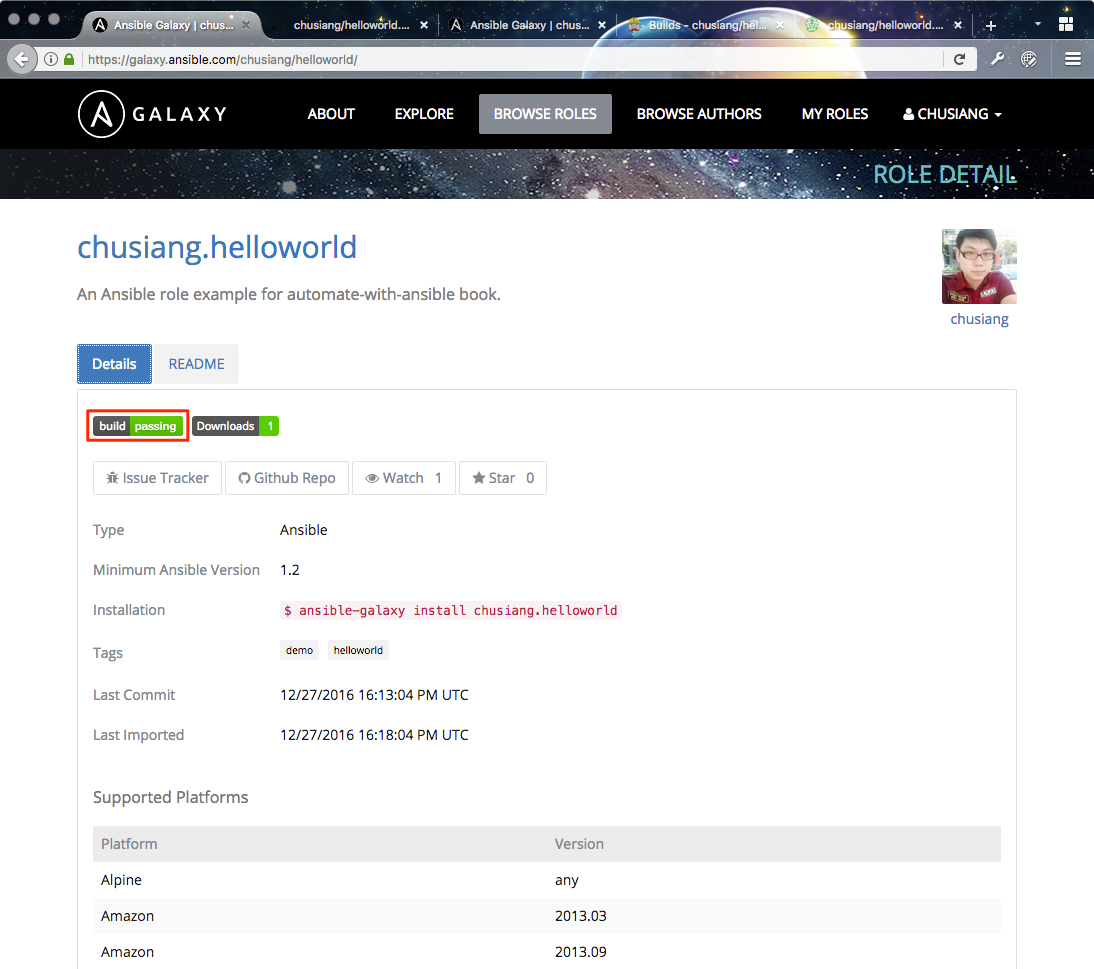 Ansible Galaxy | chus...
chusiang/helloworld....
Ansible Galaxy | chus...
Builds - chusiang/hel...
chusiang/helloworld....
https://galaxy.ansible.com/chusiang/helloworld/
GALAXY
ABOUT
EXPLORE
BROWSE ROLES
BROWSE AUTHORS
MY ROLES
CHUSIANG
ROLE DETAIL
chusiang.helloworld
An Ansible role example for automate-with-ansible book.
chusiang
Details
README
build passing
Downloads 1
Issue Tracker
Github Repo
Watch 1
Star 0
Type Ansible
Minimum Ansible Version 1.2
Installation $ ansible-galaxy install chusiang.helloworld
Tags demo helloworld
Last Commit 12/27/2016 16:13:04 PM UTC
Last Imported 12/27/2016 16:18:04 PM UTC
Supported Platforms
Platform Version
Alpine any
Amazon 2013.03
Amazon 2013.09